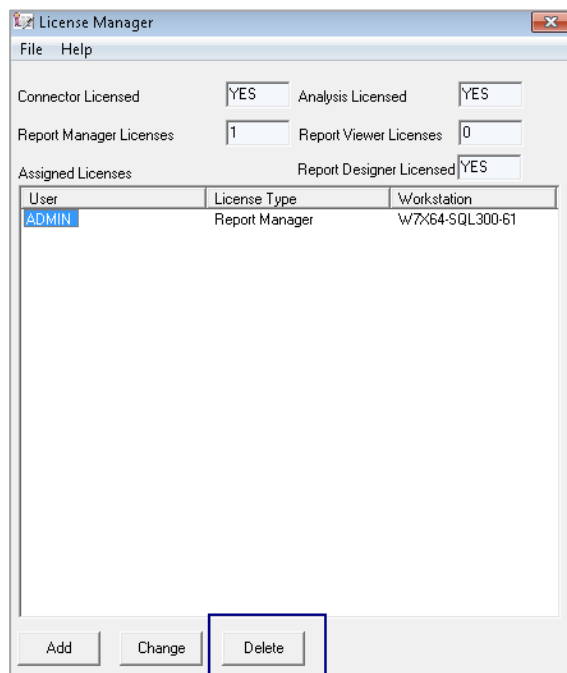 License Manager
File Help
Connector Licensed YES Analysis Licensed YES
Report Manager Licenses 1 Report Viewer Licenses 0
Assigned Licenses Report Designer Licensed YES
User License Type Workstation
ADMIN Report Manager W7X64-SQL300-61
Add Change Delete